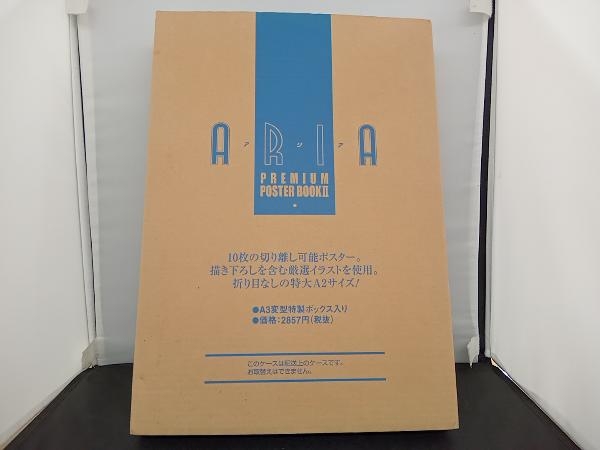 A・R・I・A
アリア
PREMIUM
POSTER BOOK II
10枚の切り離し可能ポスター。
描き下ろしを含む厳選イラストを使用。
折り目なしの特大A2サイズ!
●A3変型特製ボックス入り
●価格:2857円(税抜)
このケースは配送上のケースです。
お取替えはできません。